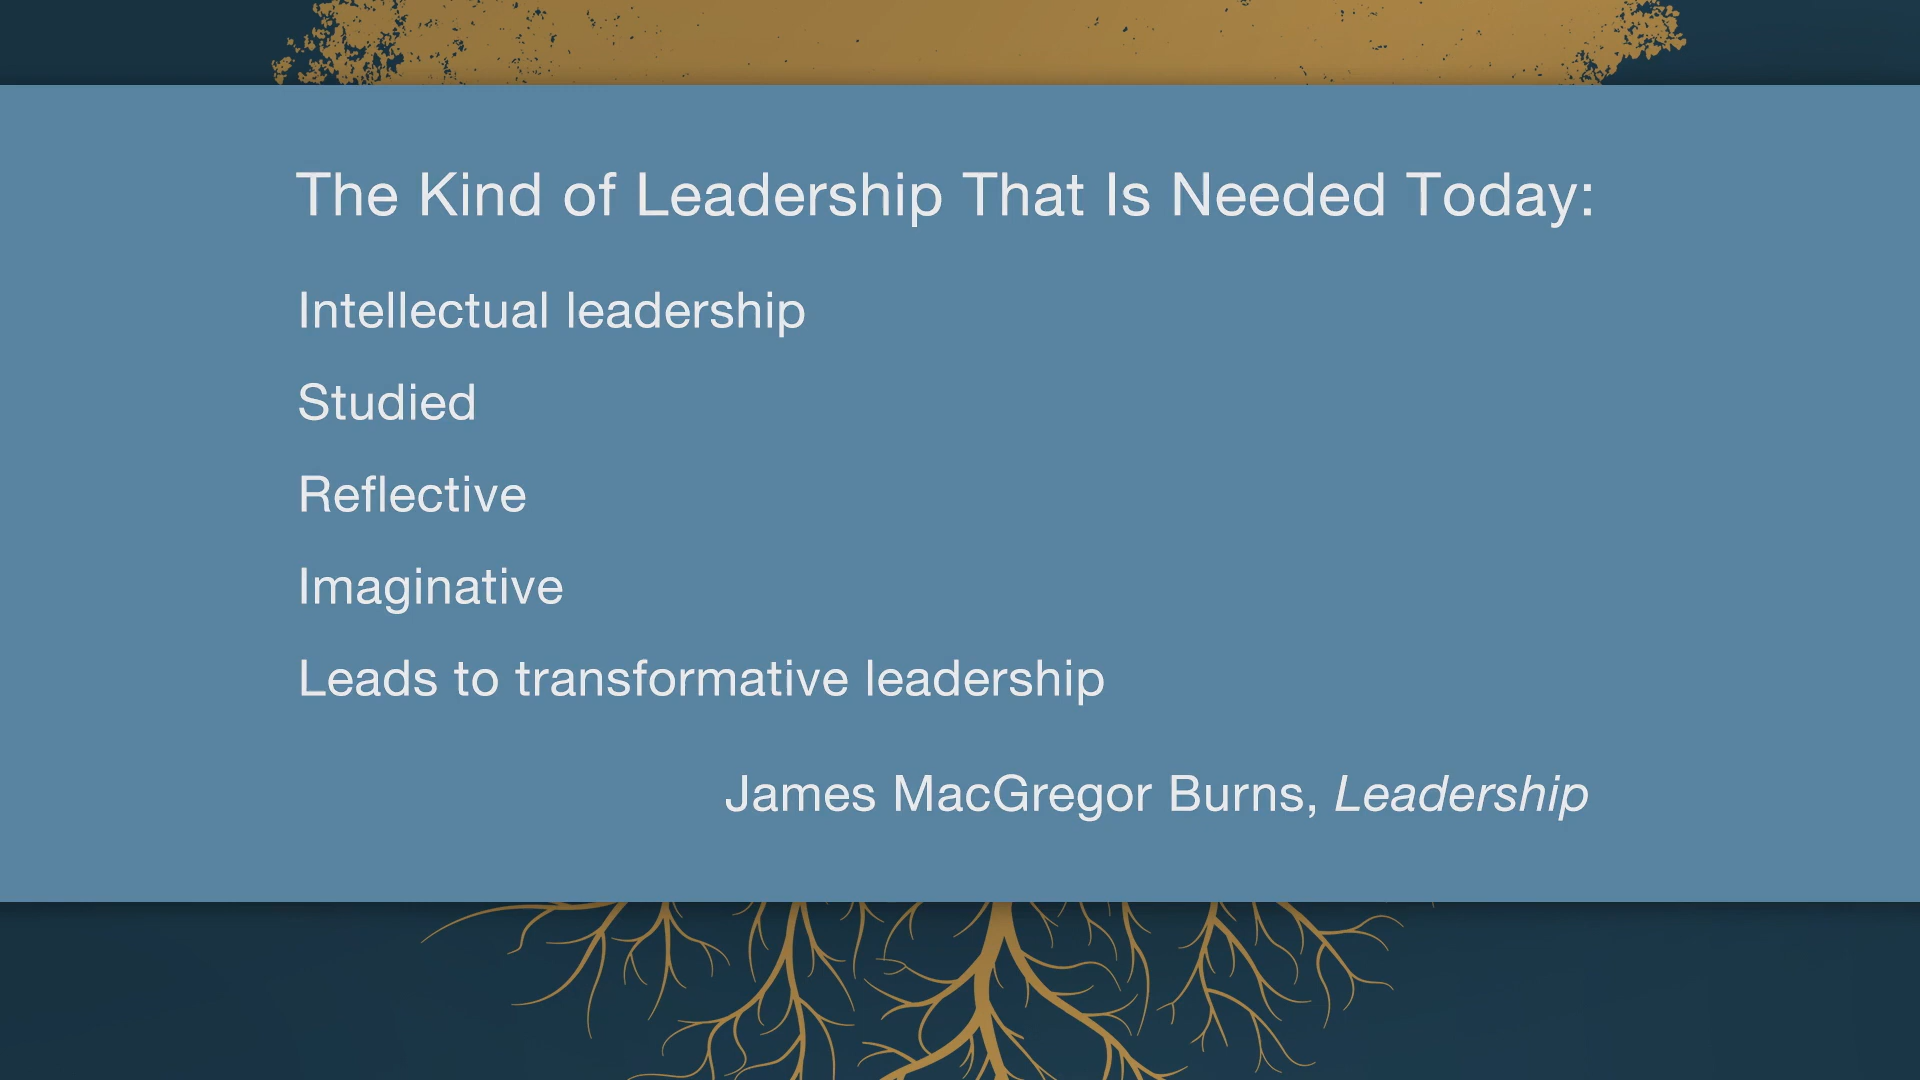 The Kind of Leadership That Is Needed Today:
Intellectual leadership
Studied
Reflective
Imaginative
Leads to transformative leadership
James MacGregor Burns, Leadership